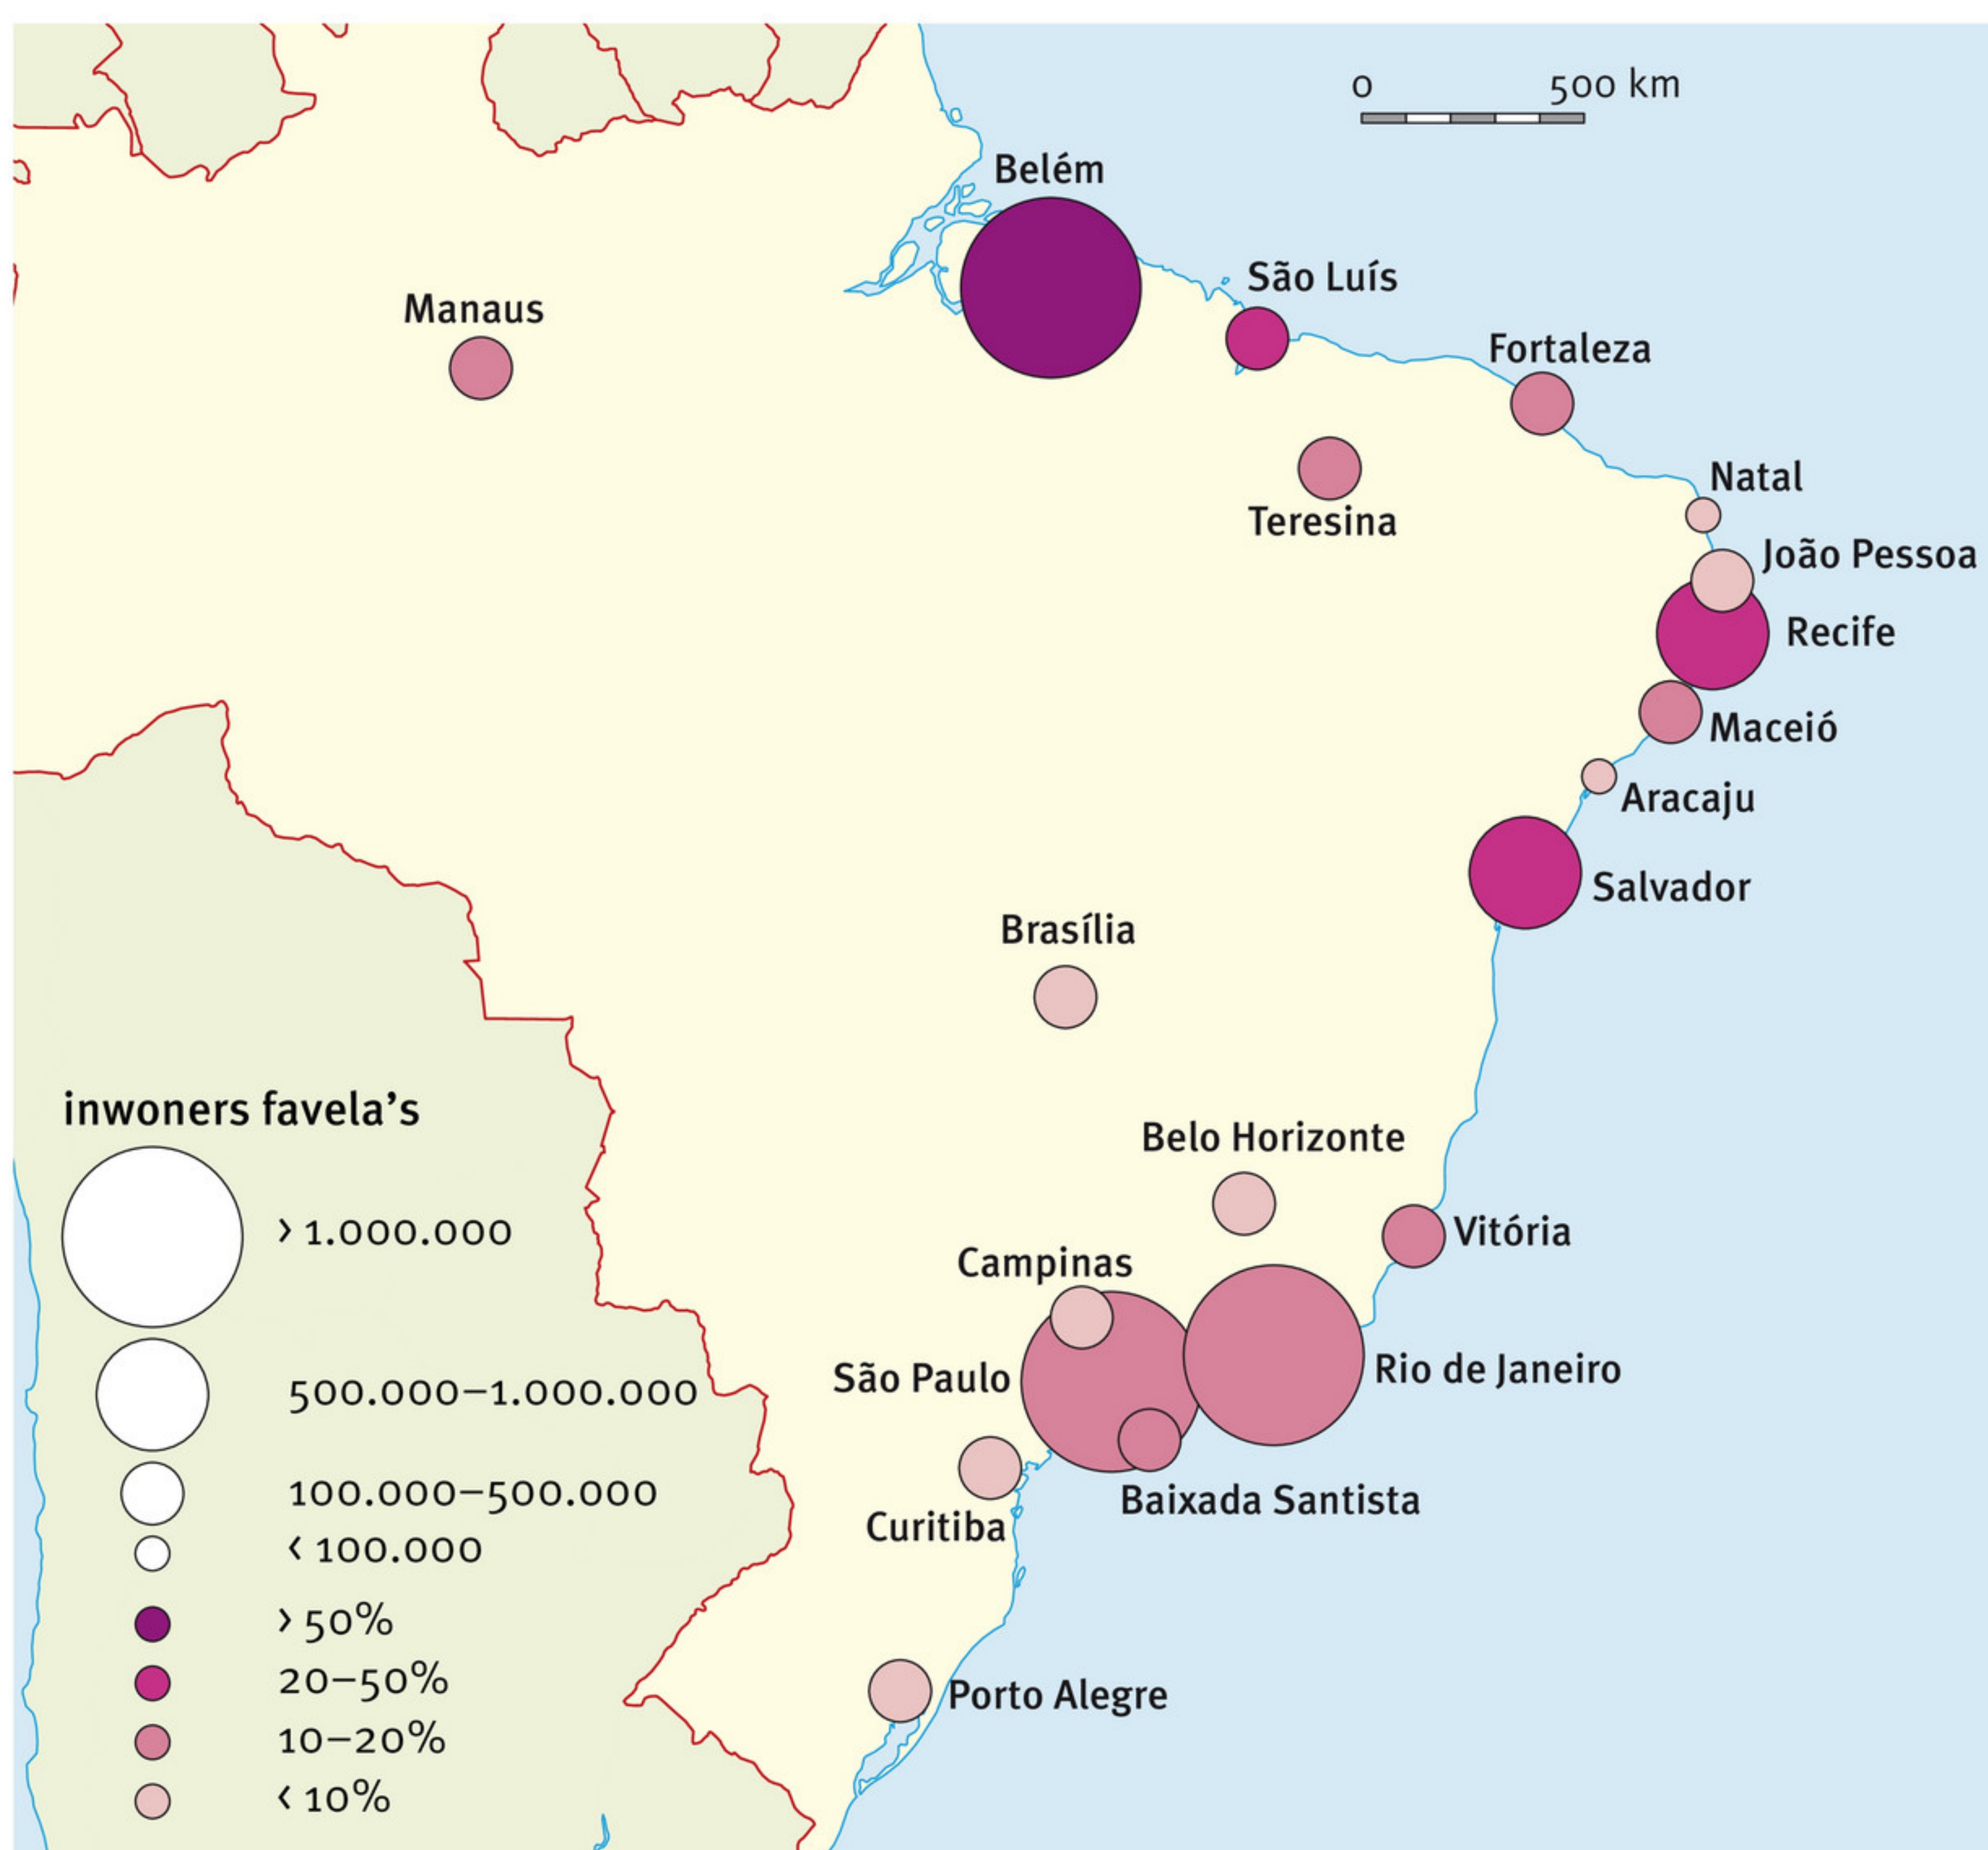 0 500 km
Belém
São Luís
Manaus
Fortaleza
Natal
Teresina
João Pessoa
Recife
Maceió
Aracaju
Salvador
Brasília
Belo Horizonte
Vitória
Campinas
São Paulo
Rio de Janeiro
Baixada Santista
Curitiba
Porto Alegre
inwoners favela’s
> 1.000.000
500.000–1.000.000
100.000–500.000
< 100.000
> 50%
20–50%
10–20%
< 10%